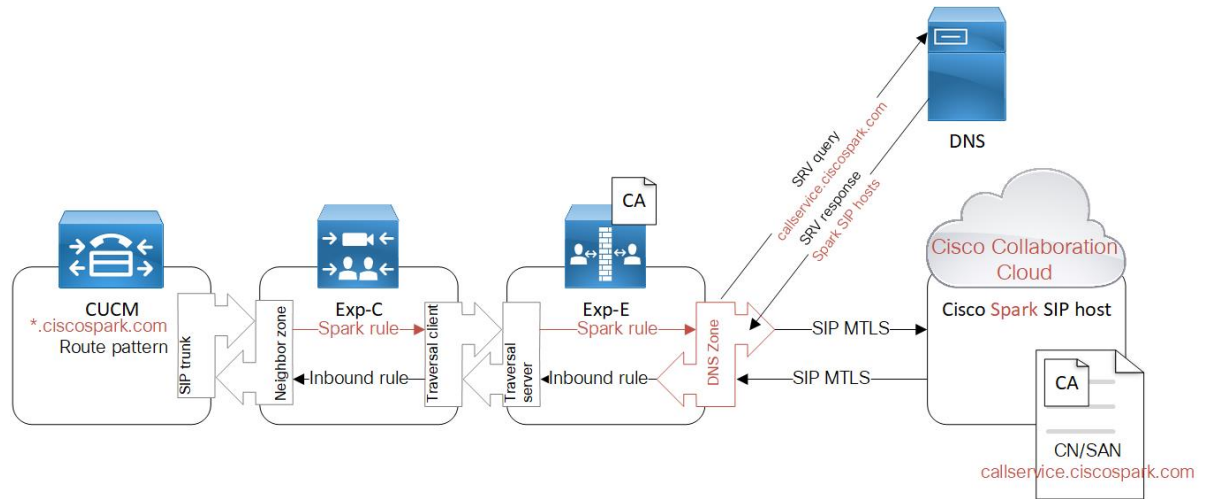 DNS
SRV query
callservice.ciscospark.com
SRV response
Spark SIP hosts
CA
Cisco Collaboration
Cloud
CUCM
*.ciscospark.com
Route pattern
SIP trunk
Neighbor zone
Exp-C
Spark rule
Inbound rule
Traversal client
Traversal
server
Exp-E
Spark rule
Inbound rule
DNS Zone
SIP MTLS
SIP MTLS
Cisco Spark SIP host
CA
CN/SAN
callservice.ciscospark.com